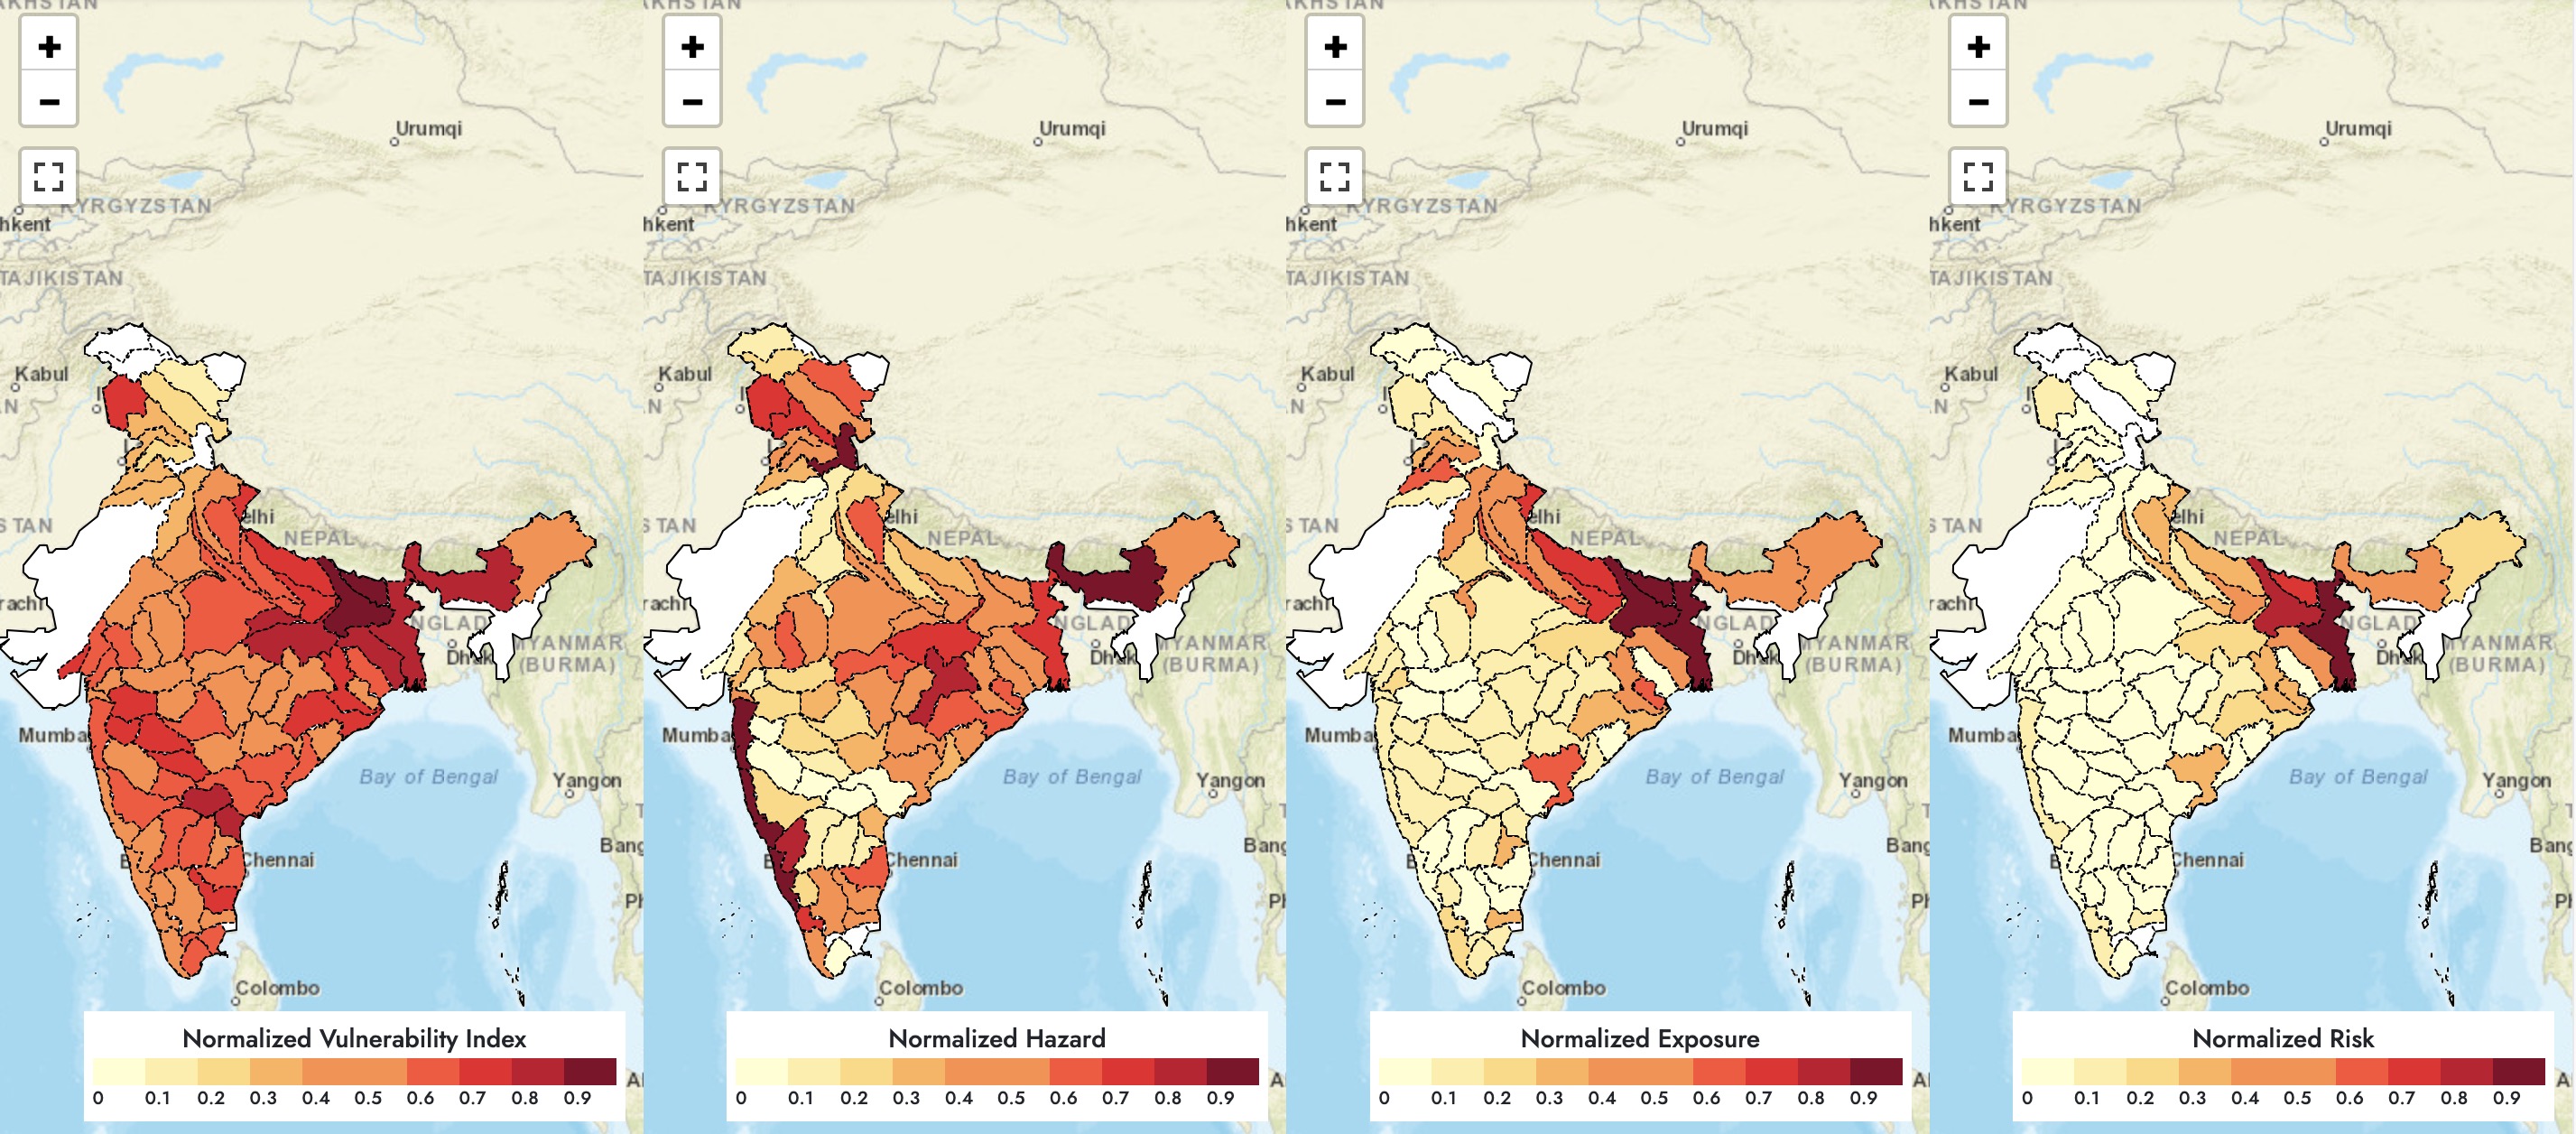 KHSTAN
+
−
Urumqi
KYRGYZSTAN
hkent
TAJIKISTAN
Kabul
N
STAN
elhi
NEPAL
rachi
NGLAD
Dhak
MYANMAR
(BURMA)
Mumba
Bay of Bengal
Yangon
Bang
Chennai
Colombo
Normalized Vulnerability Index
0 0.1 0.2 0.3 0.4 0.5 0.6 0.7 0.8 0.9
KHSTAN
+
−
Urumqi
KYRGYZSTAN
hkent
TAJIKISTAN
Kabul
N
STAN
elhi
NEPAL
rachi
NGLAD
Dhak
MYANMAR
(BURMA)
Mumba
Bay of Bengal
Yangon
Bang
Chennai
Colombo
Normalized Hazard
0 0.1 0.2 0.3 0.4 0.5 0.6 0.7 0.8 0.9
KHSTAN
+
−
Urumqi
KYRGYZSTAN
hkent
TAJIKISTAN
Kabul
N
STAN
elhi
NEPAL
rachi
NGLAD
Dhak
MYANMAR
(BURMA)
Mumba
Bay of Bengal
Yangon
Bang
Chennai
Colombo
Normalized Exposure
0 0.1 0.2 0.3 0.4 0.5 0.6 0.7 0.8 0.9
KHSTAN
+
−
Urumqi
KYRGYZSTAN
hkent
TAJIKISTAN
Kabul
N
STAN
elhi
NEPAL
rachi
NGLAD
Dhak
MYANMAR
(BURMA)
Mumba
Bay of Bengal
Yangon
Bang
Chennai
Colombo
Normalized Risk
0 0.1 0.2 0.3 0.4 0.5 0.6 0.7 0.8 0.9